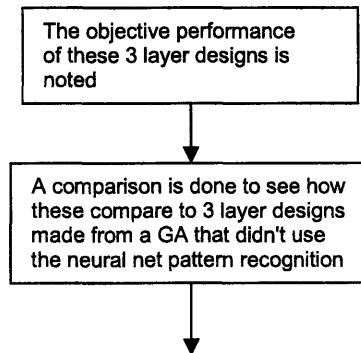 The objective performance
of these 3 layer designs is
noted
A comparison is done to see how
these compare to 3 layer designs
made from a GA that didn't use
the neural net pattern recognition